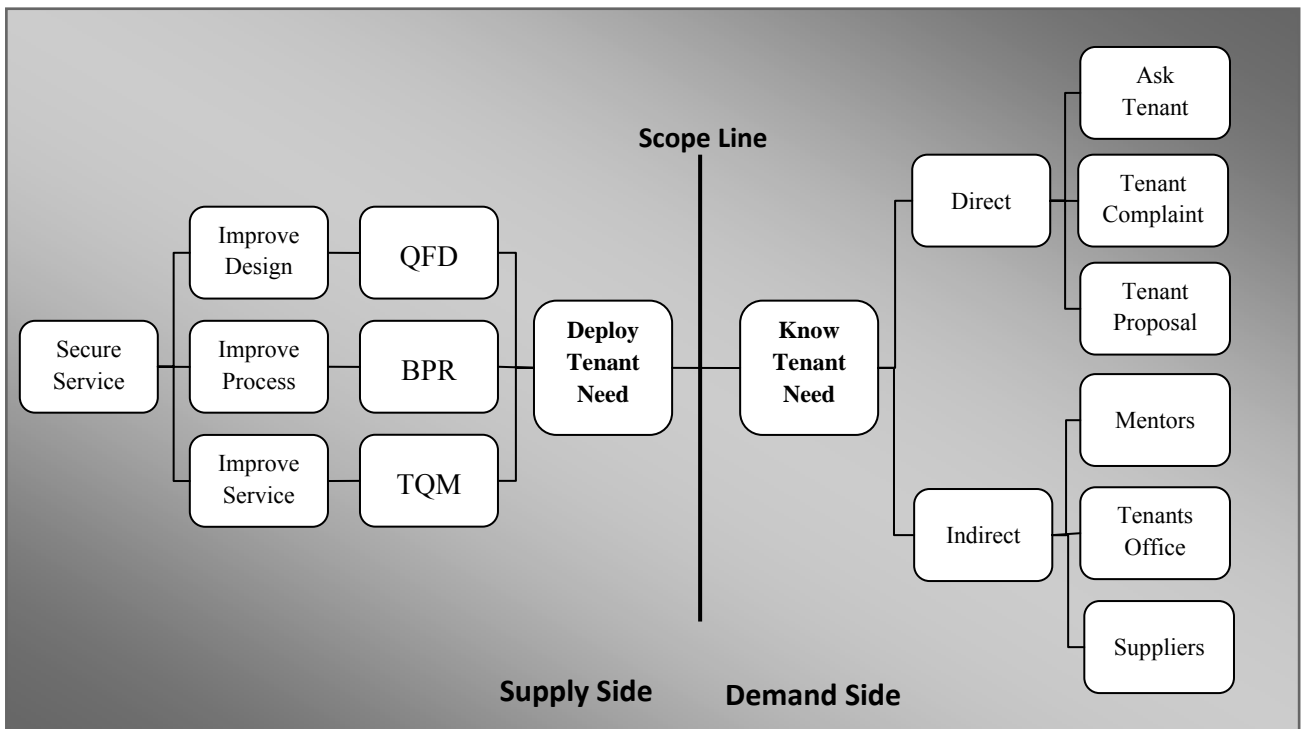 Scope Line
Secure
Service
Improve
Design
Improve
Process
Improve
Service
QFD
BPR
TQM
Deploy
Tenant
Need
Know
Tenant
Need
Direct
Indirect
Ask
Tenant
Tenant
Complaint
Tenant
Proposal
Mentors
Tenants
Office
Suppliers
Supply Side
Demand Side